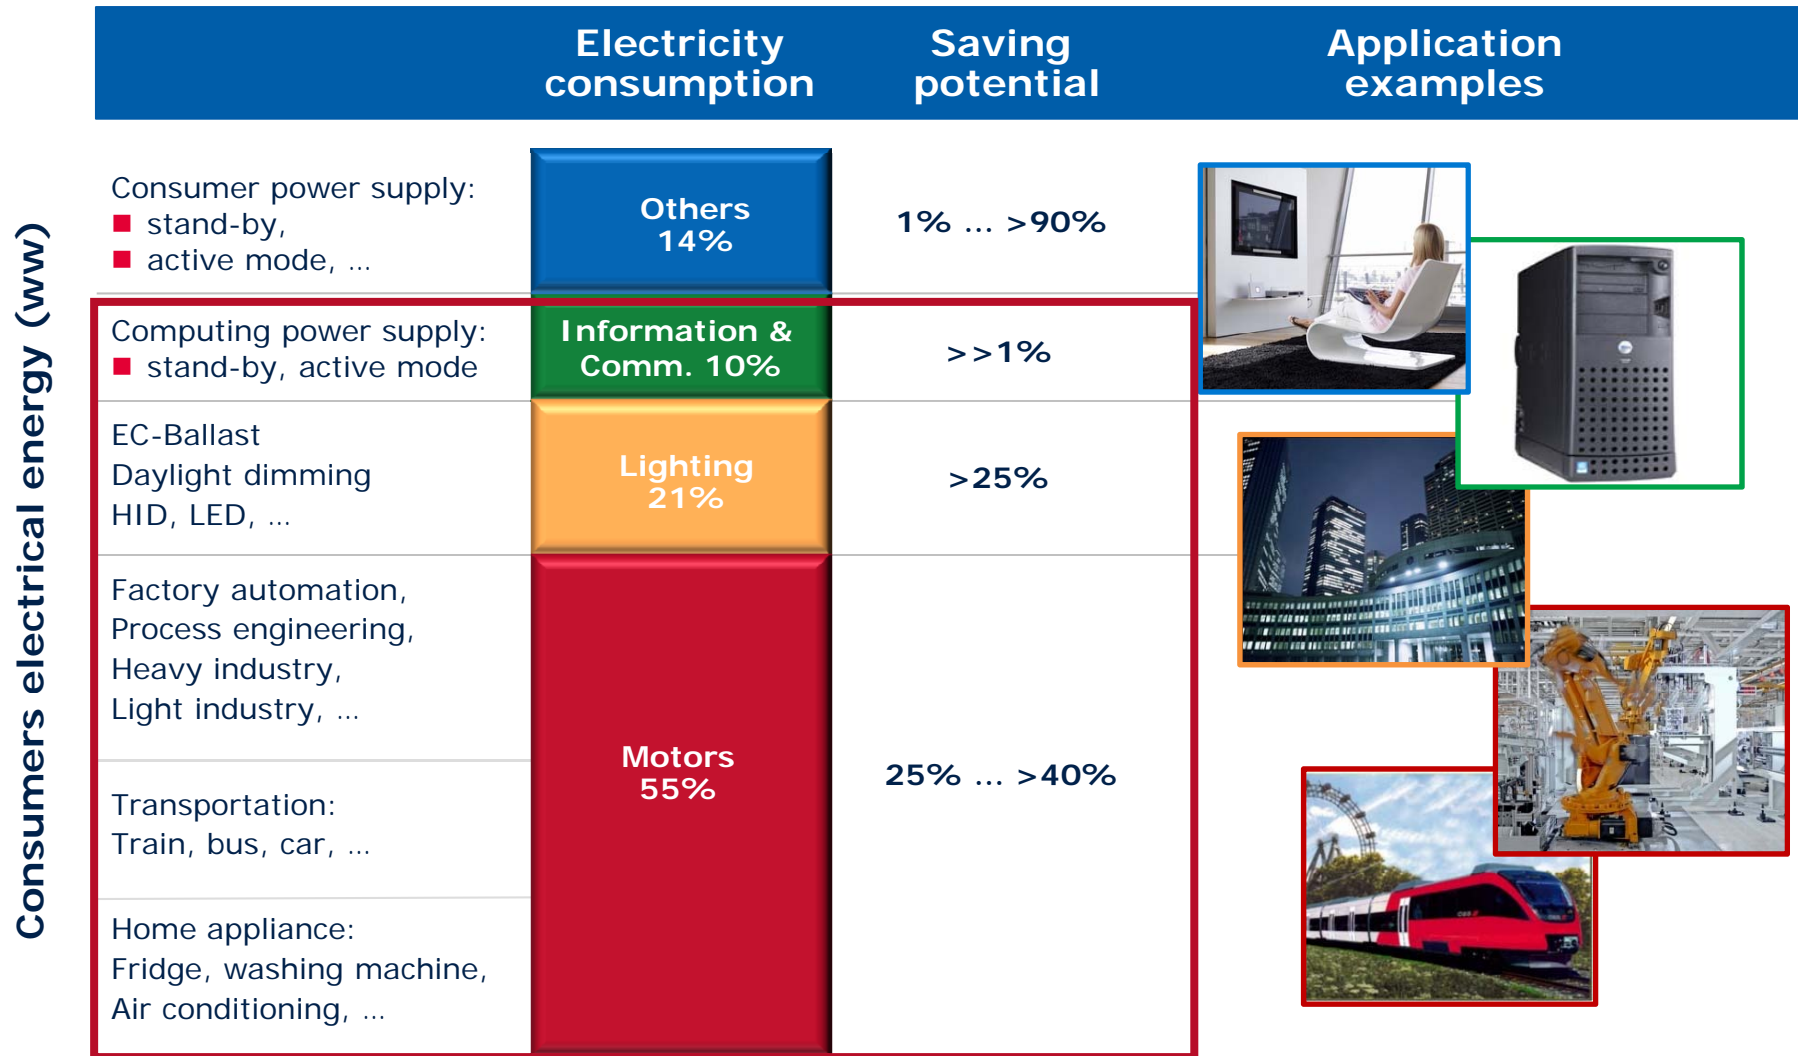 Electricity consumption
Saving potential
Application examples
Consumers electrical energy (ww)
Consumer power supply:
stand-by,
active mode, ...
Others
14%
1% ... >90%
Computing power supply:
stand-by, active mode
Information &
Comm. 10%
>>1%
EC-Ballast
Daylight dimming
HID, LED, ...
Lighting
21%
>25%
Factory automation,
Process engineering,
Heavy industry,
Light industry, ...
Transportation:
Train, bus, car, ...
Home appliance:
Fridge, washing machine,
Air conditioning, ...
Motors
55%
25% ... >40%